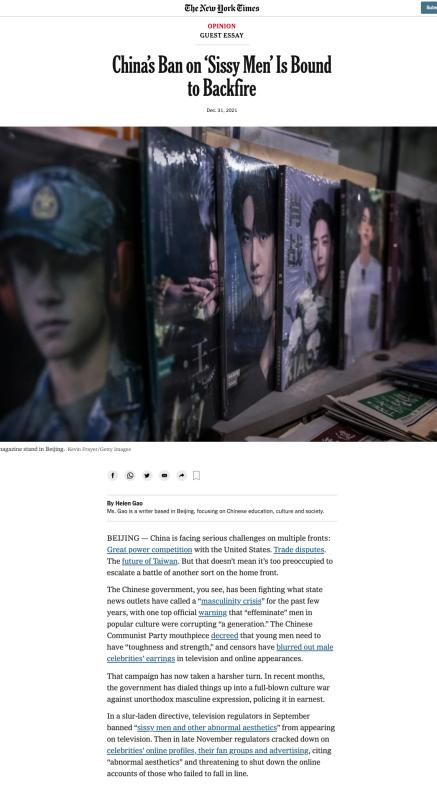 The New York Times
Subs
OPINION
GUEST ESSAY
China's Ban on 'Sissy Men' Is Bound
to Backfire
Dec. 31, 2021
nagazine stand in Beijing. Kevin Frayer/Getty Images
By Helen Gao
Ms. Gao is a writer based in Beijing, focusing on Chinese education, culture and society.
BEIJING — China is facing serious challenges on multiple fronts:
Great power competition with the United States. Trade disputes.
The future of Taiwan. But that doesn't mean it's too preoccupied to
escalate a battle of another sort on the home front.
The Chinese government, you see, has been fighting what state
news outlets have called a “masculinity crisis” for the past few
years, with one top official warning that “effeminate” men in
popular culture were corrupting “a generation.” The Chinese
Communist Party mouthpiece decreed that young men need to
have “toughness and strength,” and censors have blurred out male
celebrities' earrings in television and online appearances.
That campaign has now taken a harsher turn. In recent months,
the government has dialed things up into a full-blown culture war
against unorthodox masculine expression, policing it in earnest.
In a slur-laden directive, television regulators in September
banned “sissy men and other abnormal aesthetics” from appearing
on television. Then in late November regulators cracked down on
celebrities' online profiles, their fan groups and advertising, citing
“abnormal aesthetics” and threatening to shut down the online
accounts of those who failed to fall in line.